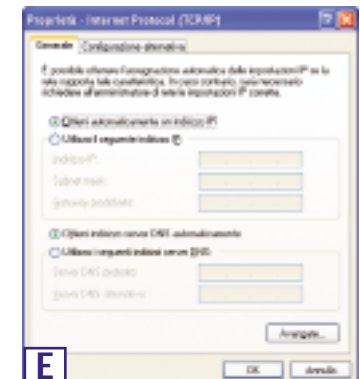 Proprietà - Internet Protocol (TCP/IP)
Generale Configurazione alternativa
È possibile ottenere l'assegnazione automatica delle impostazioni IP se la
rete supporta tale caratteristica. In caso contrario, sarà necessario
richiedere all'amministratore di rete le impostazioni IP corrette.
Ottieni automaticamente un indirizzo IP
Utilizza il seguente indirizzo IP:
Indirizzo IP:
Subnet mask:
Gateway predefinito:
Ottieni indirizzo server DNS automaticamente
Utilizza i seguenti indirizzi server DNS:
Server DNS preferito:
Server DNS alternativo:
Avanzate...
OK Annulla
E